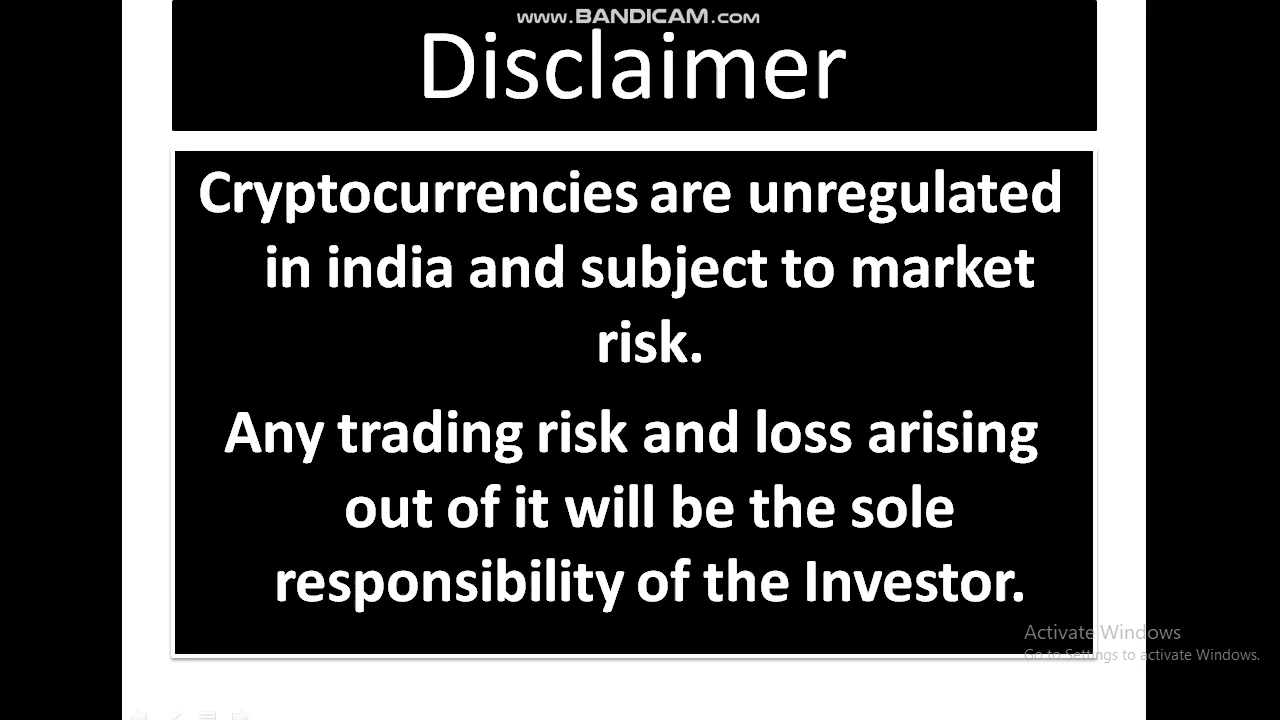 www.BANDICAM.com
Disclaimer
Cryptocurrencies are unregulated
in india and subject to market
risk.
Any trading risk and loss arising
out of it will be the sole
responsibility of the Investor.
Activate Windows
Go to Settings to activate Windows.